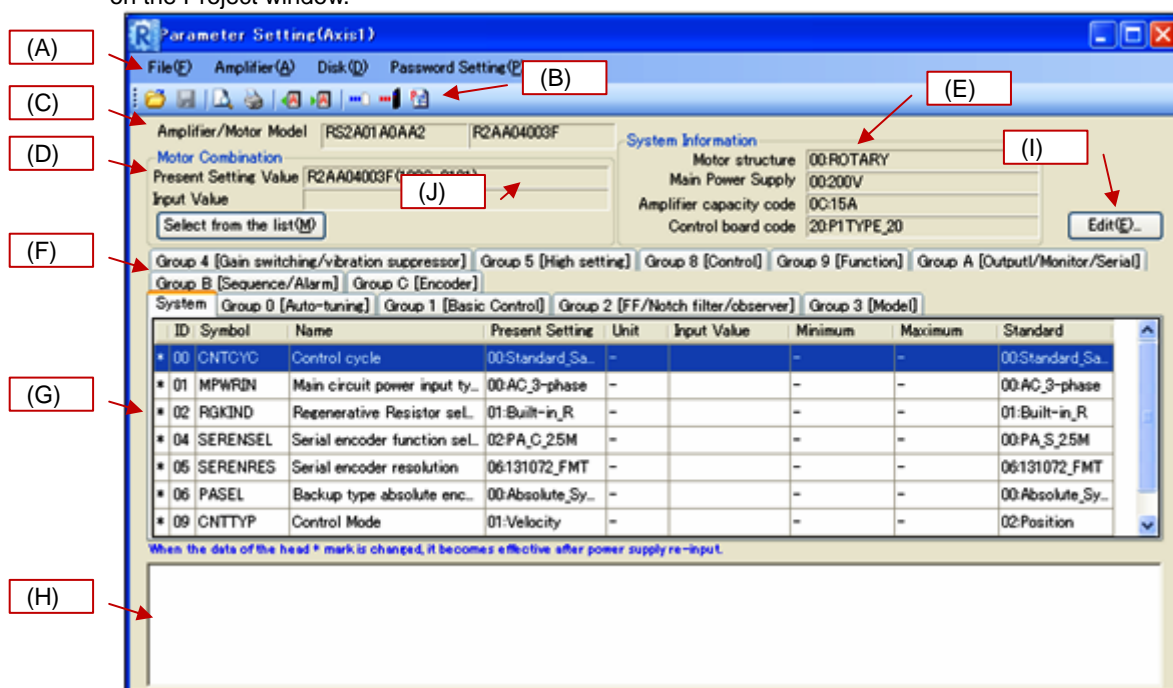 on the Project window.
Parameter Setting(Axis1)
(A)
File(F) Amplifier(A) Disk(D) Password Setting(P)
(B)
(C)
(E)
Amplifier/Motor Model RS2A01A0AA2 R2AA04003F
System Information
(I)
(D)
Motor Combination
Motor structure 00:ROTARY
Present Setting Value R2AA04003F
Main Power Supply 00:200V
(J)
Input Value
Amplifier capacity code 0C:15A
Select from the list(M)
Control board code 20:P1TYPE_20
Edit(E)...
(F)
Group 4 [Gain switching/vibration suppressor] Group 5 [High setting] Group 8 [Control] Group 9 [Function] Group A [Outputl/Monitor/Serial]
Group B [Sequence/Alarm] Group C [Encoder]
System Group 0 [Auto-tuning] Group 1 [Basic Control] Group 2 [FF/Notch filter/observer] Group 3 [Model]
ID Symbol Name Present Setting Unit Input Value Minimum Maximum Standard
* 00 CNTCYC Control cycle 00:Standard_Sa... - - - 00:Standard_Sa...
* 01 MPWRIN Main circuit power input ty... 00:AC_3-phase - - - 00:AC_3-phase
(G)
* 02 RGKIND Regenerative Resistor sel... 01:Built-in_R - - - 01:Built-in_R
* 04 SERENSEL Serial encoder function sel... 02:PA_C_2.5M - - - 00:PA_S_2.5M
* 05 SERENRES Serial encoder resolution 06:131072_FMT - - - 06:131072_FMT
* 06 PASEL Backup type absolute enc... 00:Absolute_Sy... - - - 00:Absolute_Sy...
* 09 CNTTYP Control Mode 01:Velocity - - - 02:Position
When the data of the head * mark is changed, it becomes effective after power supply re-input.
(H)